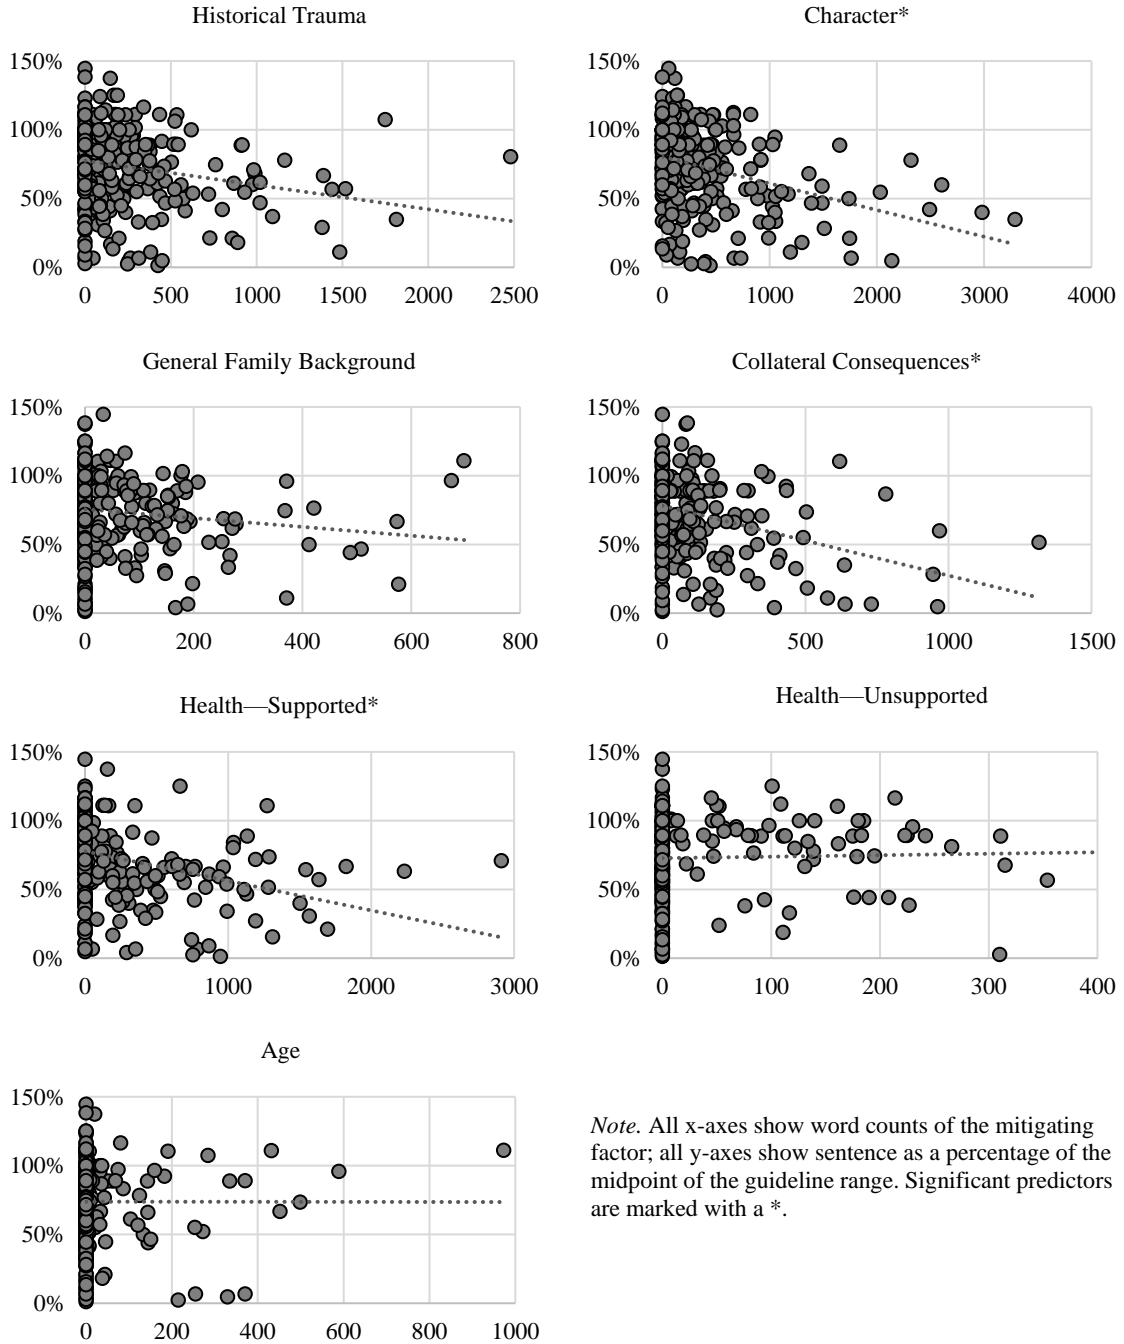 Historical Trauma
150%
100%
50%
0%
0 500 1000 1500 2000 2500
Character*
150%
100%
50%
0%
0 1000 2000 3000 4000
General Family Background
150%
100%
50%
0%
0 200 400 600 800
Collateral Consequences*
150%
100%
50%
0%
0 500 1000 1500
Health—Supported*
150%
100%
50%
0%
0 1000 2000 3000
Health—Unsupported
150%
100%
50%
0%
0 100 200 300 400
Age
150%
100%
50%
0%
0 200 400 600 800 1000
Note. All x-axes show word counts of the mitigating
factor; all y-axes show sentence as a percentage of the
midpoint of the guideline range. Significant predictors
are marked with a *.